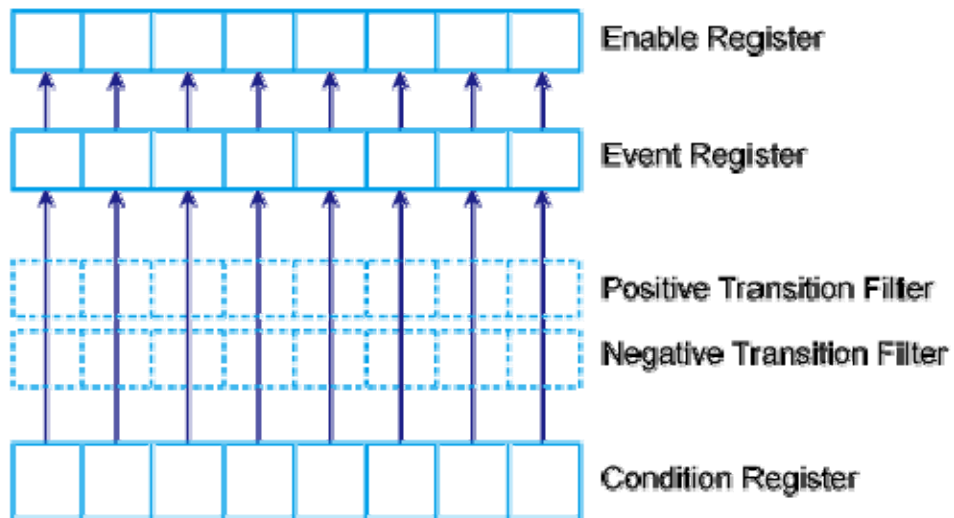 Enable Register
Event Register
Positive Transition Filter
Negative Transition Filter
Condition Register